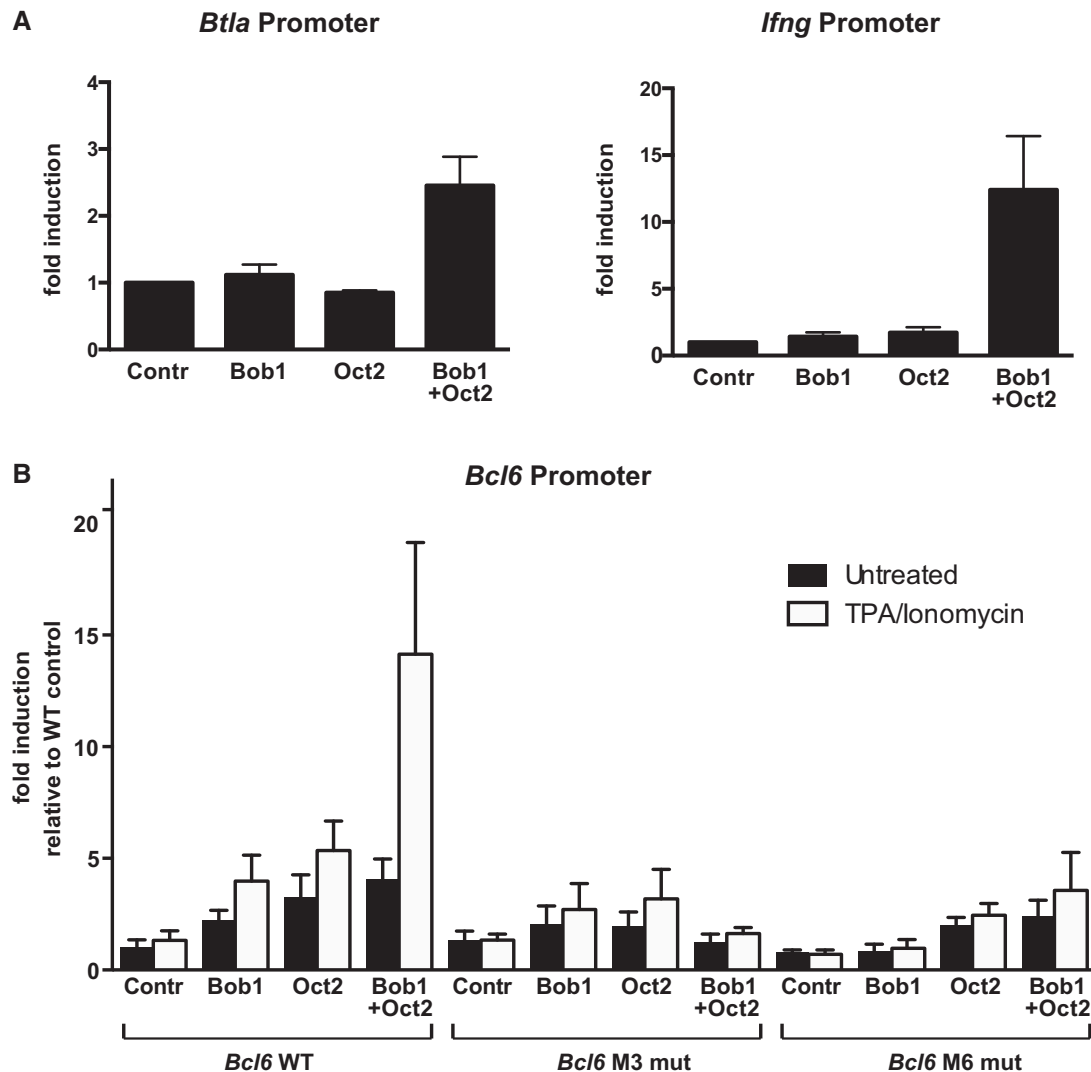 A
Btla Promoter
Ifng Promoter
fold induction
4
3
2
1
0
Contr
Bob1
Oct2
Bob1
+Oct2
fold induction
20
15
10
5
0
Contr
Bob1
Oct2
Bob1
+Oct2
B
Bcl6 Promoter
fold induction
relative to WT control
20
15
10
5
0
Untreated
TPA/Ionomycin
Contr
Bob1
Oct2
Bob1
+Oct2
Contr
Bob1
Oct2
Bob1
+Oct2
Contr
Bob1
Oct2
Bob1
+Oct2
Bcl6 WT
Bcl6 M3 mut
Bcl6 M6 mut